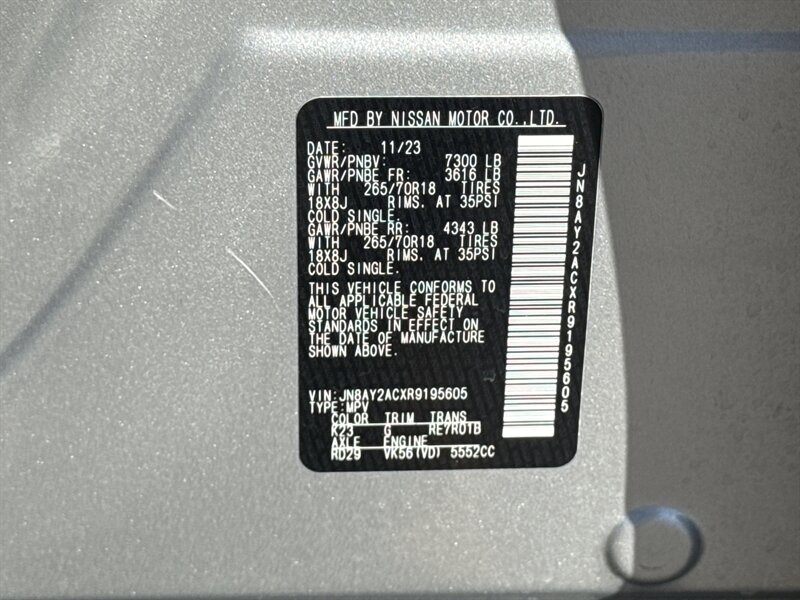 MFD BY NISSAN MOTOR CO.,LTD.
DATE: 11/23
GVWR/PNBV: 7300 LB
GAWR/PNBE FR: 3616 LB
WITH 265/70R18 TIRES
18X8J RIMS. AT 35PSI
COLD SINGLE.
GAWR/PNBE RR: 4343 LB
WITH 265/70R18 TIRES
18X8J RIMS. AT 35PSI
COLD SINGLE.
THIS VEHICLE CONFORMS TO
ALL APPLICABLE FEDERAL
MOTOR VEHICLE SAFETY
STANDARDS IN EFFECT ON
THE DATE OF MANUFACTURE
SHOWN ABOVE.
VIN:JN8AY2ACXR9195605
TYPE:MPV
COLOR TRIM TRANS
K23 G RE7R01B
AXLE ENGINE
RD29 VK56(VD) 5552CC
JN8AY2ACXR9195605